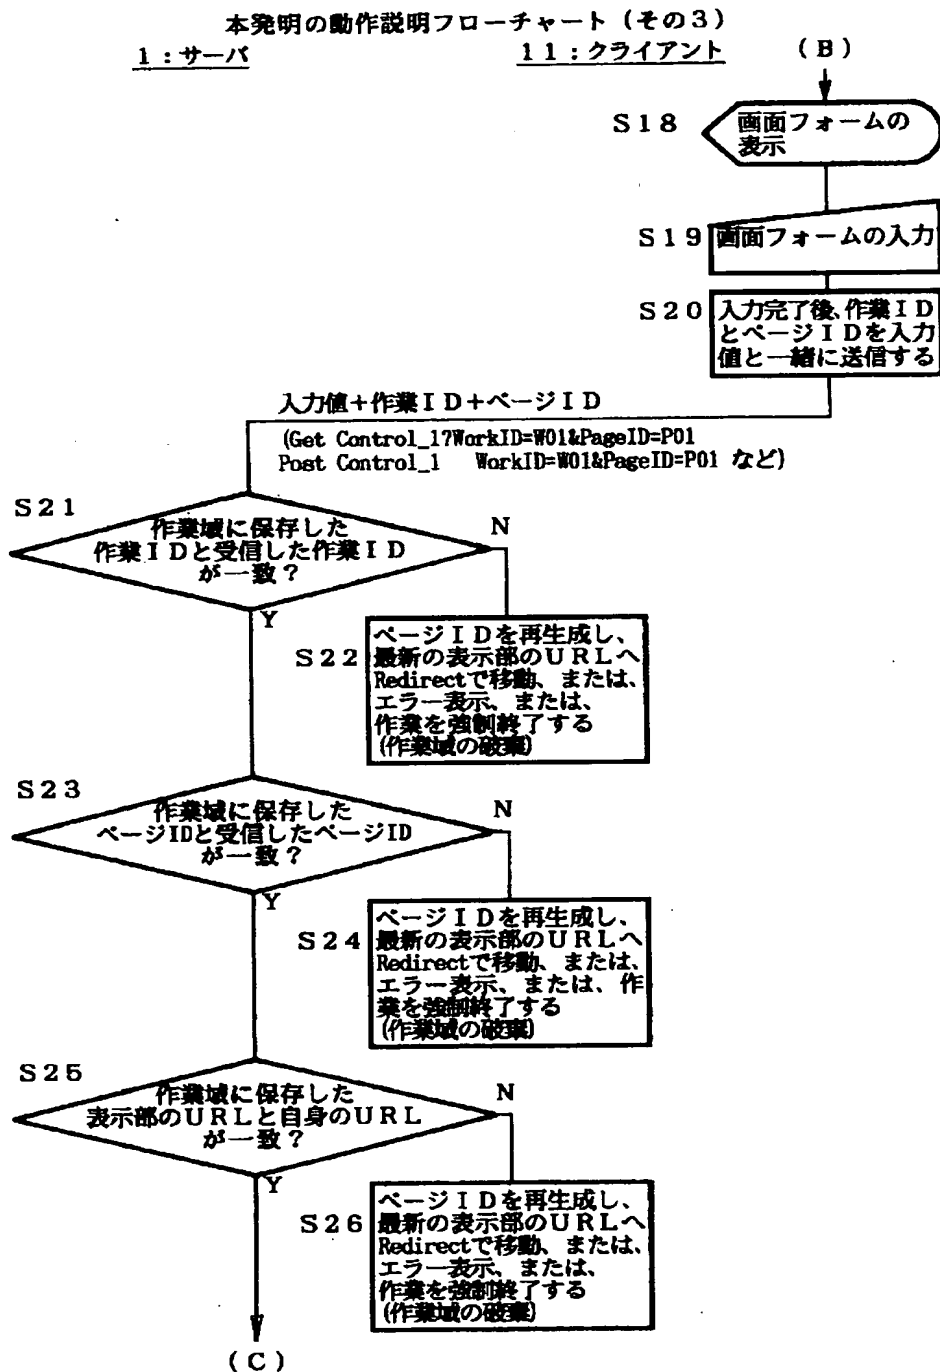 本発明の動作説明フローチャート（その３）
１：サーバ
１１：クライアント
（Ｂ）
Ｓ１８
画面フォームの
表示
Ｓ１９
画面フォームの入力
Ｓ２０
入力完了後、作業ＩＤ
とページＩＤを入力
値と一緒に送信する
入力値＋作業ＩＤ＋ページＩＤ
(Get Control_1?WorkID=W01&PageID=P01
Post Control_1 WorkID=W01&PageID=P01 など)
Ｓ２１
作業域に保存した
作業ＩＤと受信した作業ＩＤ
が一致？
N
Y
Ｓ２２
ページＩＤを再生成し、
最新の表示部のＵＲＬへ
Redirectで移動、または、
エラー表示、または、
作業を強制終了する
(作業域の破棄)
Ｓ２３
作業域に保存した
ページIDと受信したページID
が一致？
N
Y
Ｓ２４
ページＩＤを再生成し、
最新の表示部のＵＲＬへ
Redirectで移動、または、
エラー表示、または、作
業を強制終了する
(作業域の破棄)
Ｓ２５
作業域に保存した
表示部のＵＲＬと自身のＵＲＬ
が一致？
N
Y
Ｓ２６
ページＩＤを再生成し、
最新の表示部のＵＲＬへ
Redirectで移動、または、
エラー表示、または、
作業を強制終了する
(作業域の破棄)
（Ｃ）